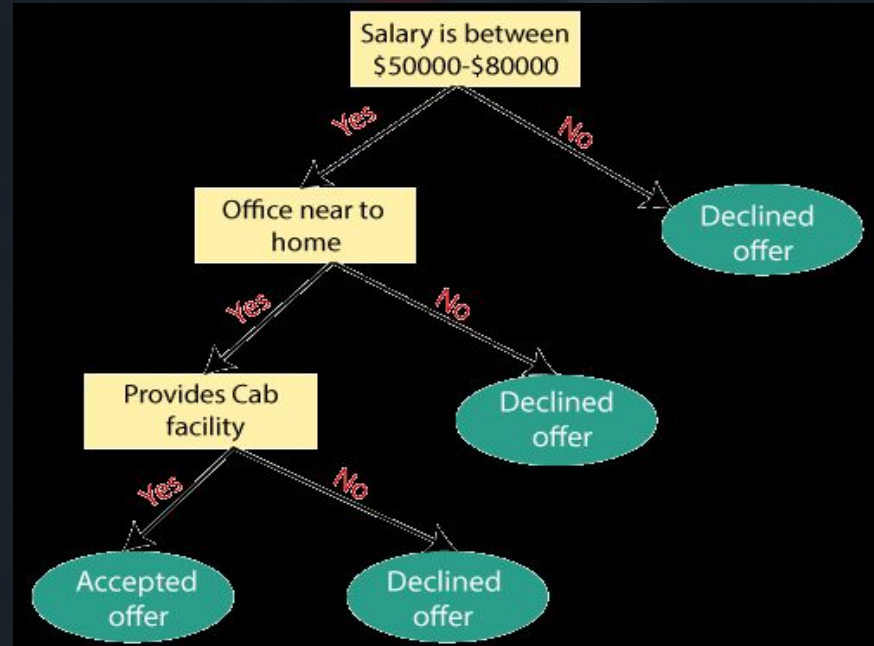 Salary is between
$50000-$80000
Yes
No
Office near to
home
Declined
offer
Yes
No
Provides Cab
facility
Declined
offer
Yes
No
Accepted
offer
Declined
offer